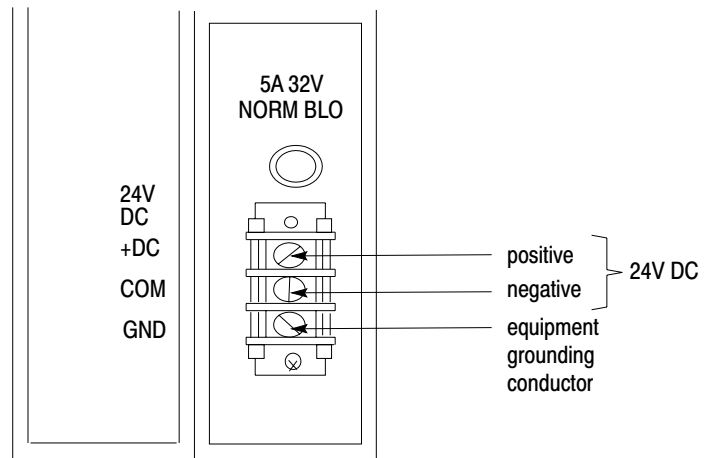 5A 32V
NORM BLO
24V
DC
+DC
COM
GND
positive
negative
24V DC
equipment
grounding
conductor